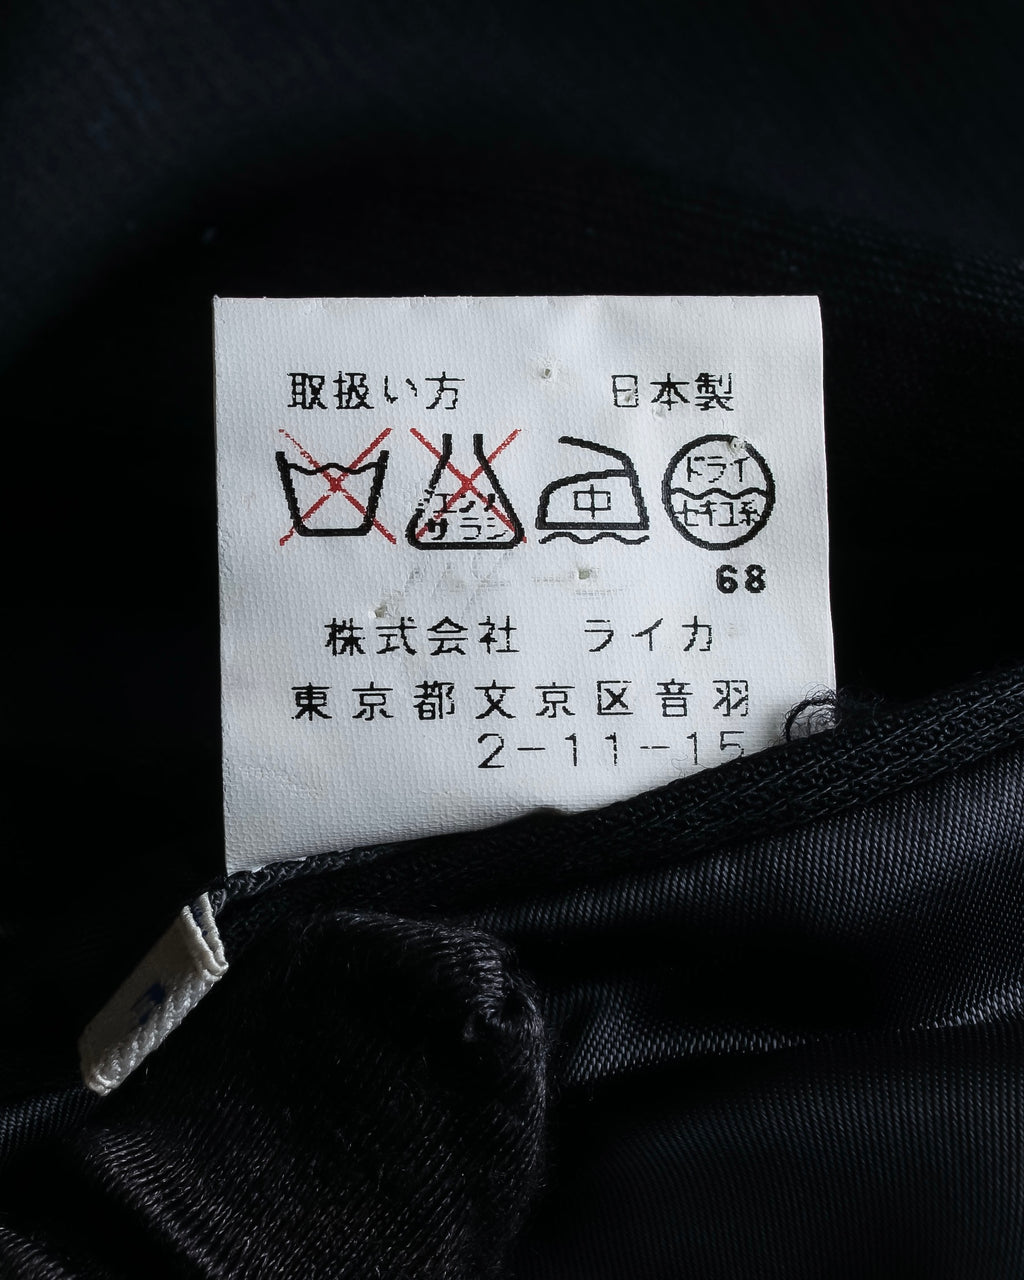 取扱い方 日本製
エンソ サラシ 中 ドライ セキユ系
68
株式会社 ライカ
東京都文京区音羽
2-11-15